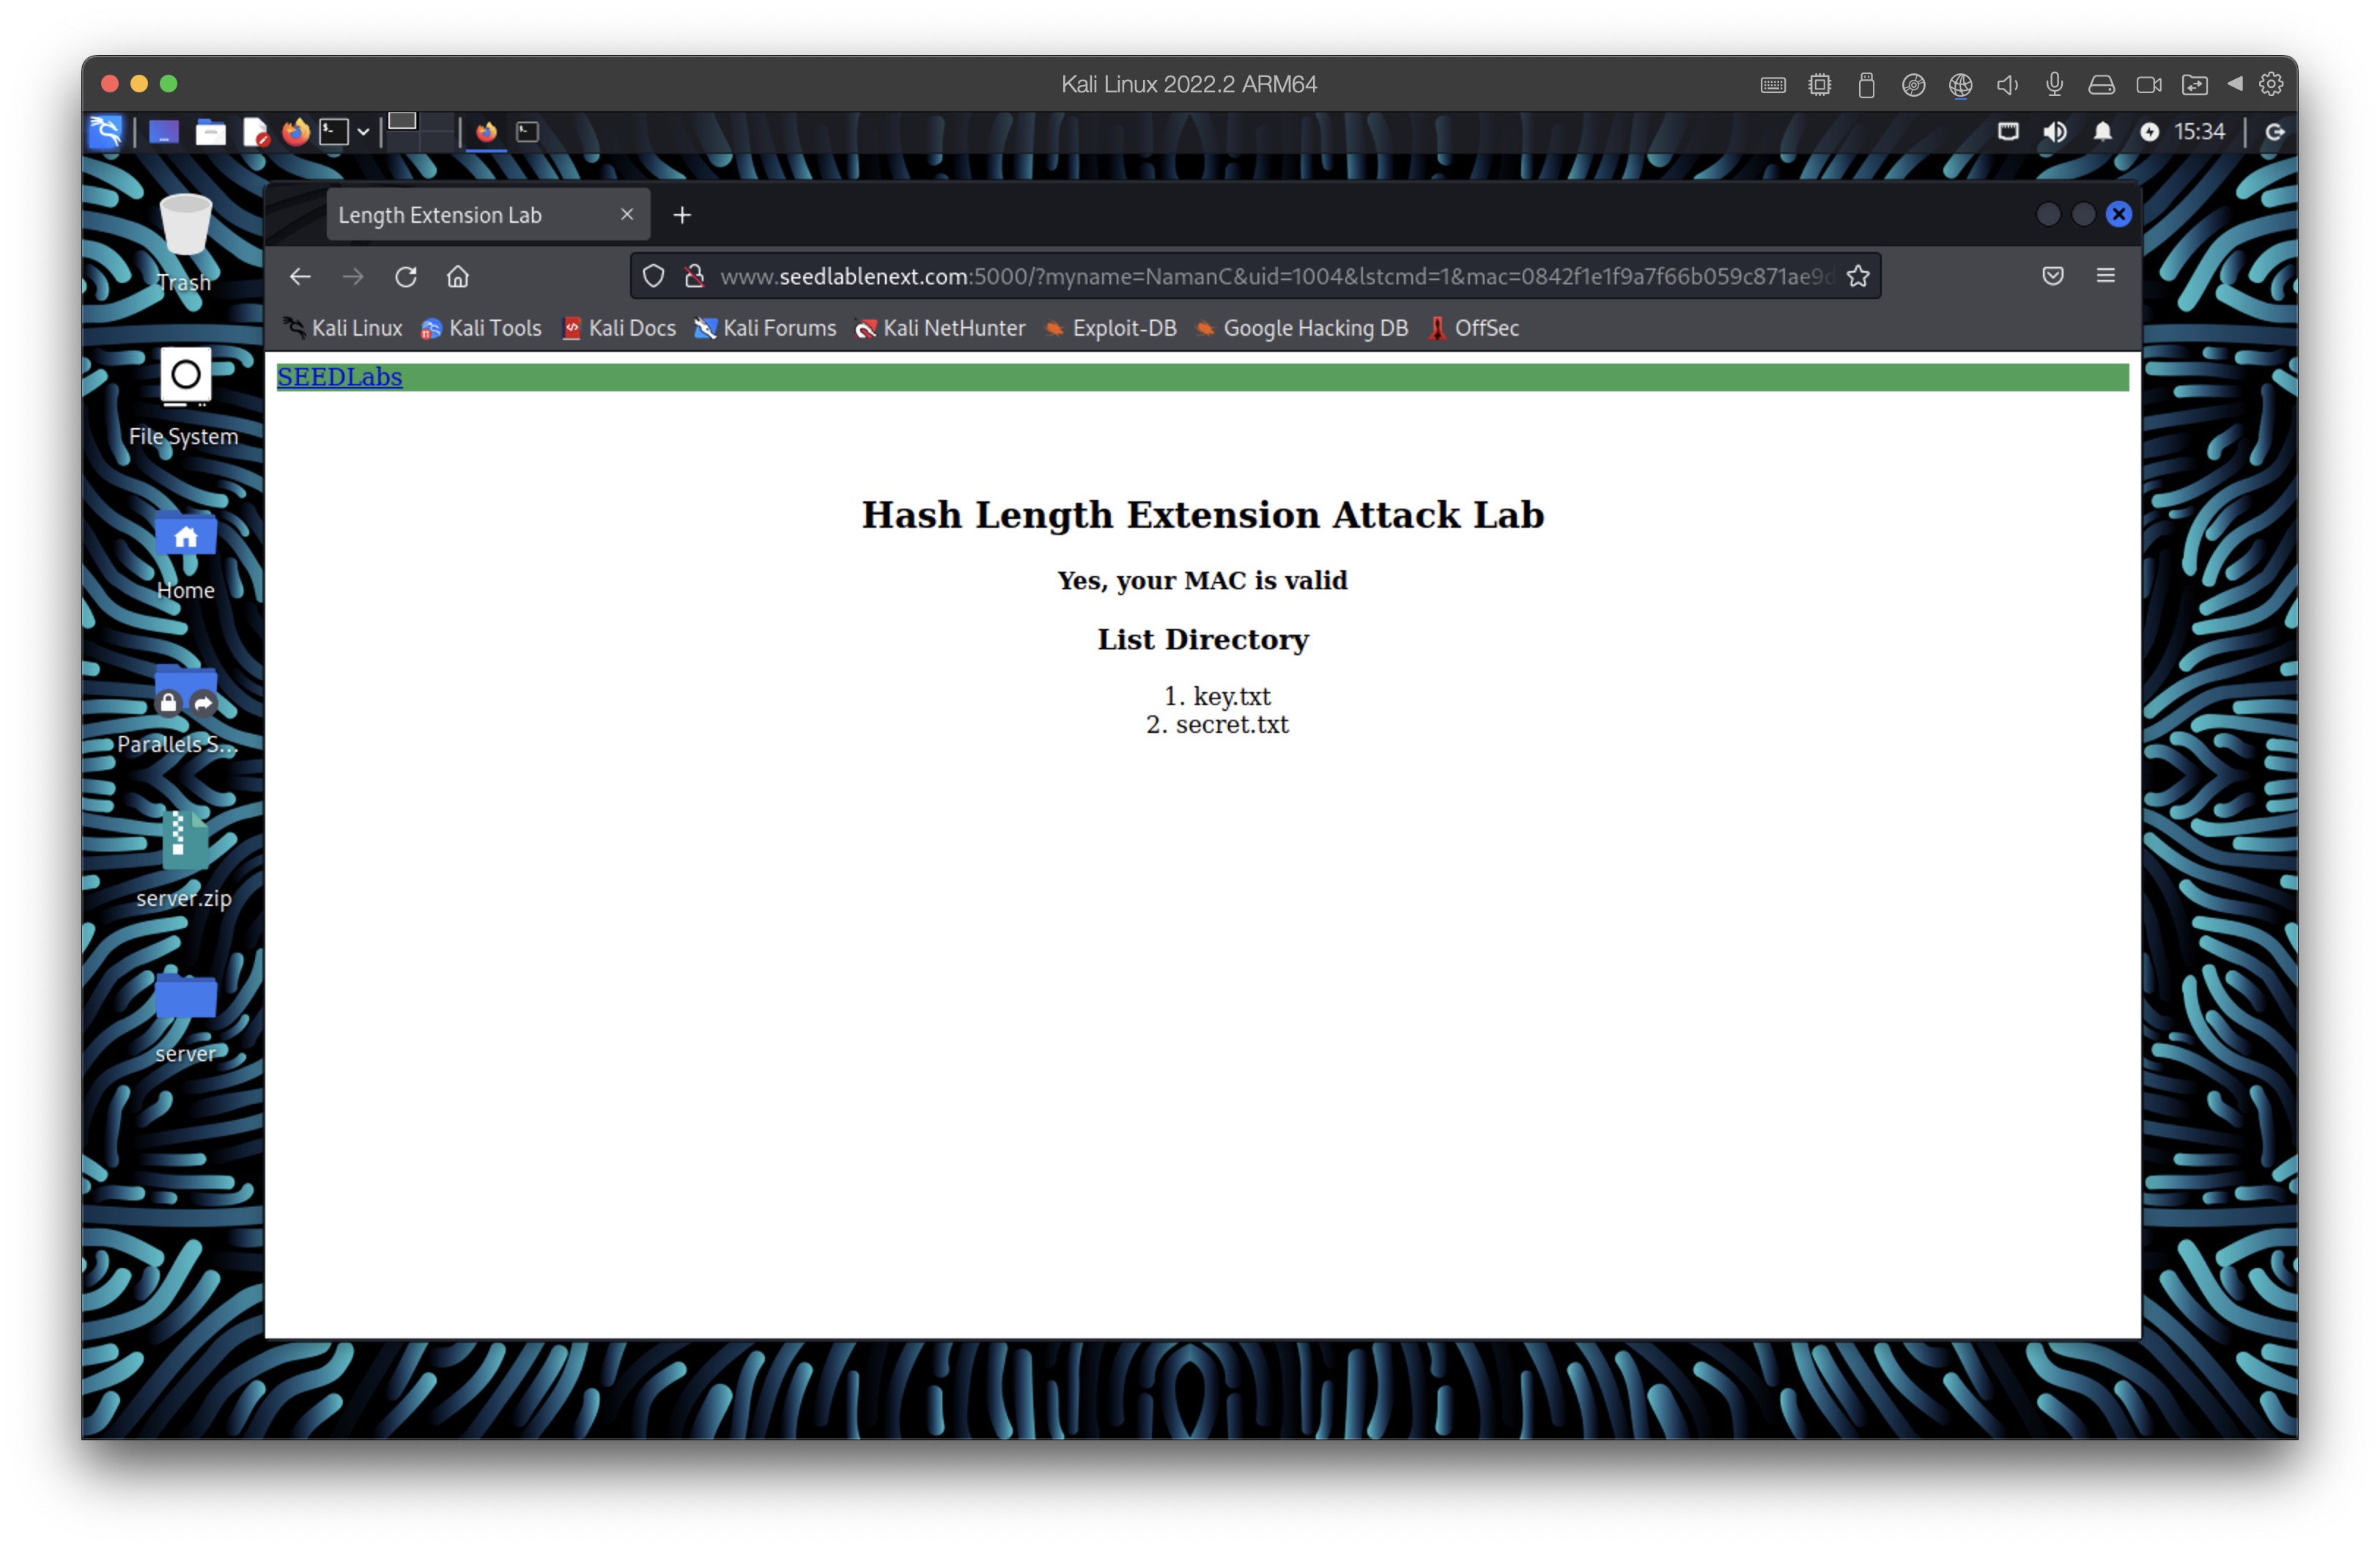 Kali Linux 2022.2 ARM64
15:34
Length Extension Lab
www.seedlablenext.com:5000/?myname=NamanC&uid=1004&lstcmd=1&mac=0842f1e1f9a7f66b059c871ae9d
Kali Linux Kali Tools Kali Docs Kali Forums Kali NetHunter Exploit-DB Google Hacking DB OffSec
SEEDLabs
Hash Length Extension Attack Lab
Yes, your MAC is valid
List Directory
1. key.txt
2. secret.txt
Trash
File System
Home
Parallels S...
server.zip
server